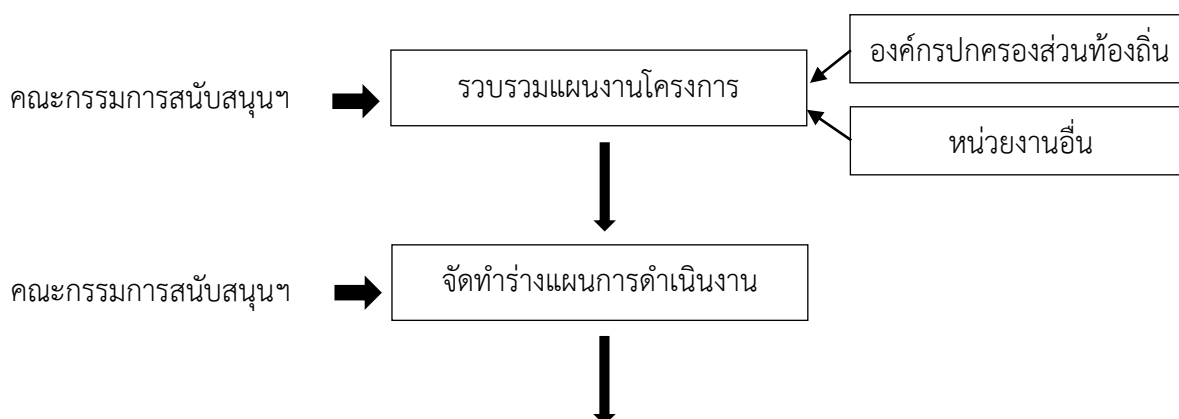 องค์กรปกครองส่วนท้องถิ่น
คณะกรรมการสนับสนุนฯ
รวบรวมแผนงานโครงการ
หน่วยงานอื่น
คณะกรรมการสนับสนุนฯ
จัดทำร่างแผนการดำเนินงาน